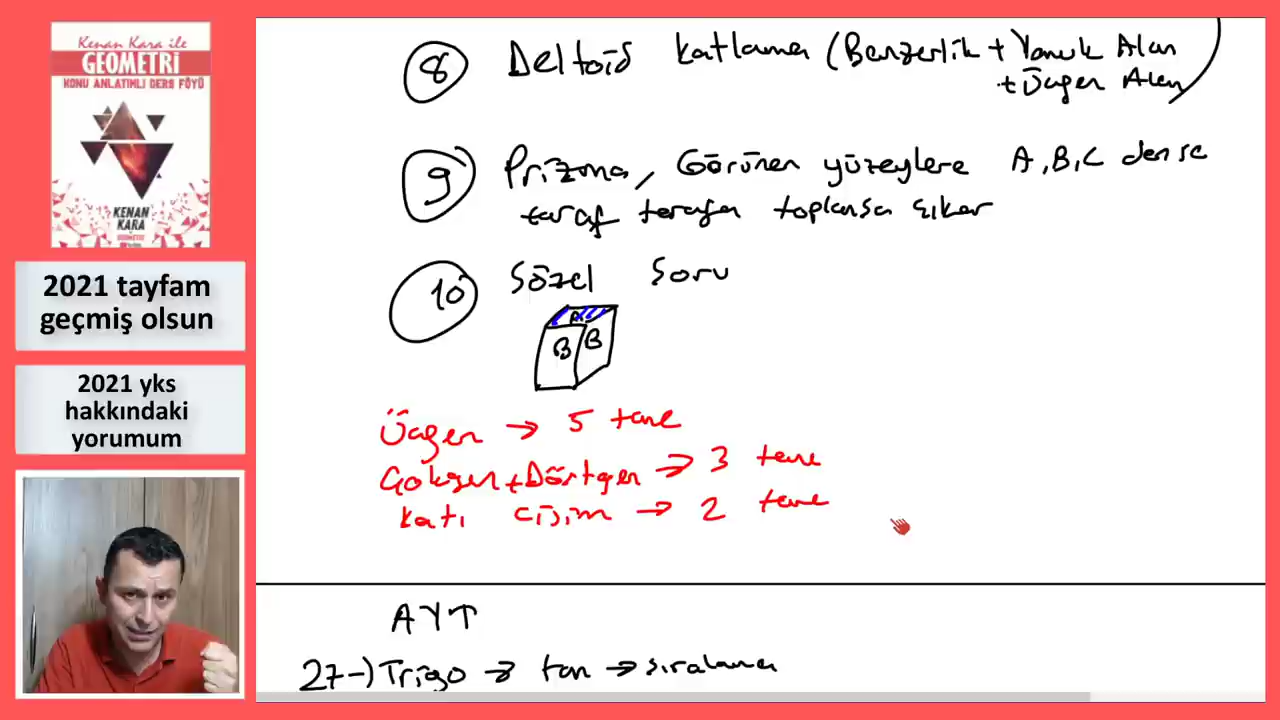 Kenan Kara ile
GEOMETRİ
KONU ANLATIMLI DERS FÖYÜ
KENAN
KARA
2021 tayfam
geçmiş olsun
2021 yks
hakkındaki
yorumum
8 Deltoid katlama (Benzerlik + Yamuk Alan
+ Üçgen Alan)
9 Prizma, Görünen yüzeylere A, B, C dense
taraf tarafa toplansa çıkar
10 Sözel Soru
A
B B
Üçgen → 5 tane
Çokgen + Dörtgen → 3 tane
Katı Cisim → 2 tane
AYT
27-) Trigo → tan → sıralama